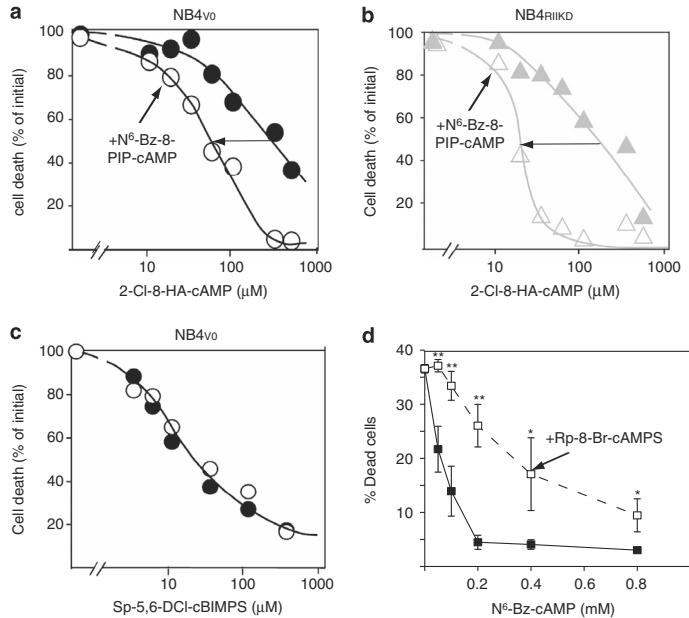 a
NB4V0
cell death (% of initial)
100
80
60
40
20
+N⁶-Bz-8-
PIP-cAMP
10
100
1000
2-Cl-8-HA-cAMP (µM)
b
NB4RIIKD
Cell death (% of initial)
100
80
60
40
20
+N⁶-Bz-8-
PIP-cAMP
10
100
1000
2-Cl-8-HA-cAMP (µM)
c
NB4V0
Cell death (% of initial)
100
80
60
40
20
10
100
1000
Sp-5,6-DCl-cBIMPS (µM)
d
% Dead cells
40
30
20
10
**
**
**
*
*
+Rp-8-Br-cAMPS
0.2
0.4
0.6
0.8
N⁶-Bz-cAMP (mM)